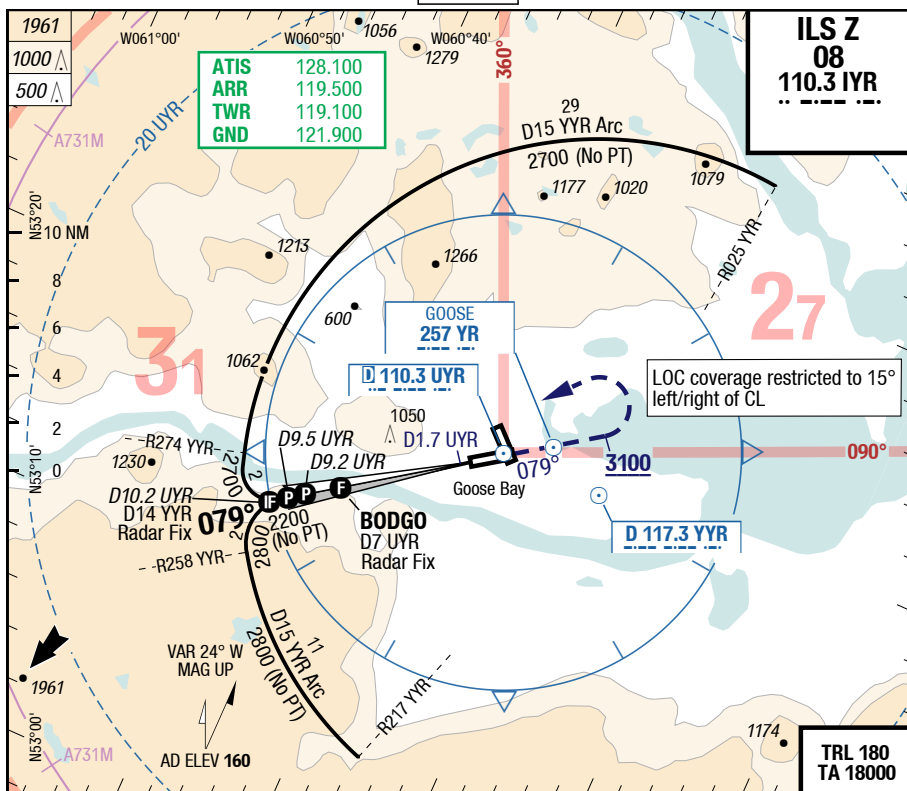 1961
1000
500
W061°00'
W060°50'
W060°40'
1056
1279
360°
ILS Z
08
110.3 IYR
ATIS 128.100
ARR 119.500
TWR 119.100
GND 121.900
A731M
20 UYR
29
D15 YYR Arc
2700 (No PT)
1177
1020
1079
N53°20'
10 NM
8
6
4
2
0
1213
1266
600
1062
R025 YYR
31
27
GOOSE
257 YR
D 110.3 UYR
LOC coverage restricted to 15°
left/right of CL
1050
D1.7 UYR
090°
R274 YYR
2
2700
1230
N53°10'
D9.5 UYR
D9.2 UYR
079°
3100
Goose Bay
D10.2 UYR
D14 YYR
Radar Fix
079°
IF
P
P
F
2200
(No PT)
BODGO
D7 UYR
Radar Fix
D 117.3 YYR
2
2800
R258 YYR
11
D15 YYR Arc
2800 (No PT)
VAR 24° W
MAG UP
1961
R217 YYR
N53°00'
A731M
AD ELEV 160
1174
TRL 180
TA 18000